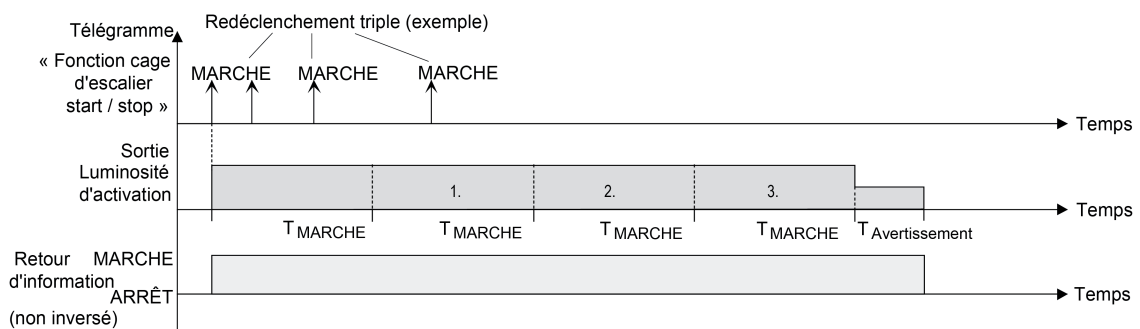 Redéclenchement triple (exemple)
Télégramme
« Fonction cage
d'escalier
start / stop »
MARCHE
MARCHE
MARCHE
Temps
Sortie
Luminosité
d'activation
1.
2.
3.
Temps
T MARCHE
T MARCHE
T MARCHE
T MARCHE
T Avertissement
Retour MARCHE
d'information
ARRÊT
(non inversé)
Temps